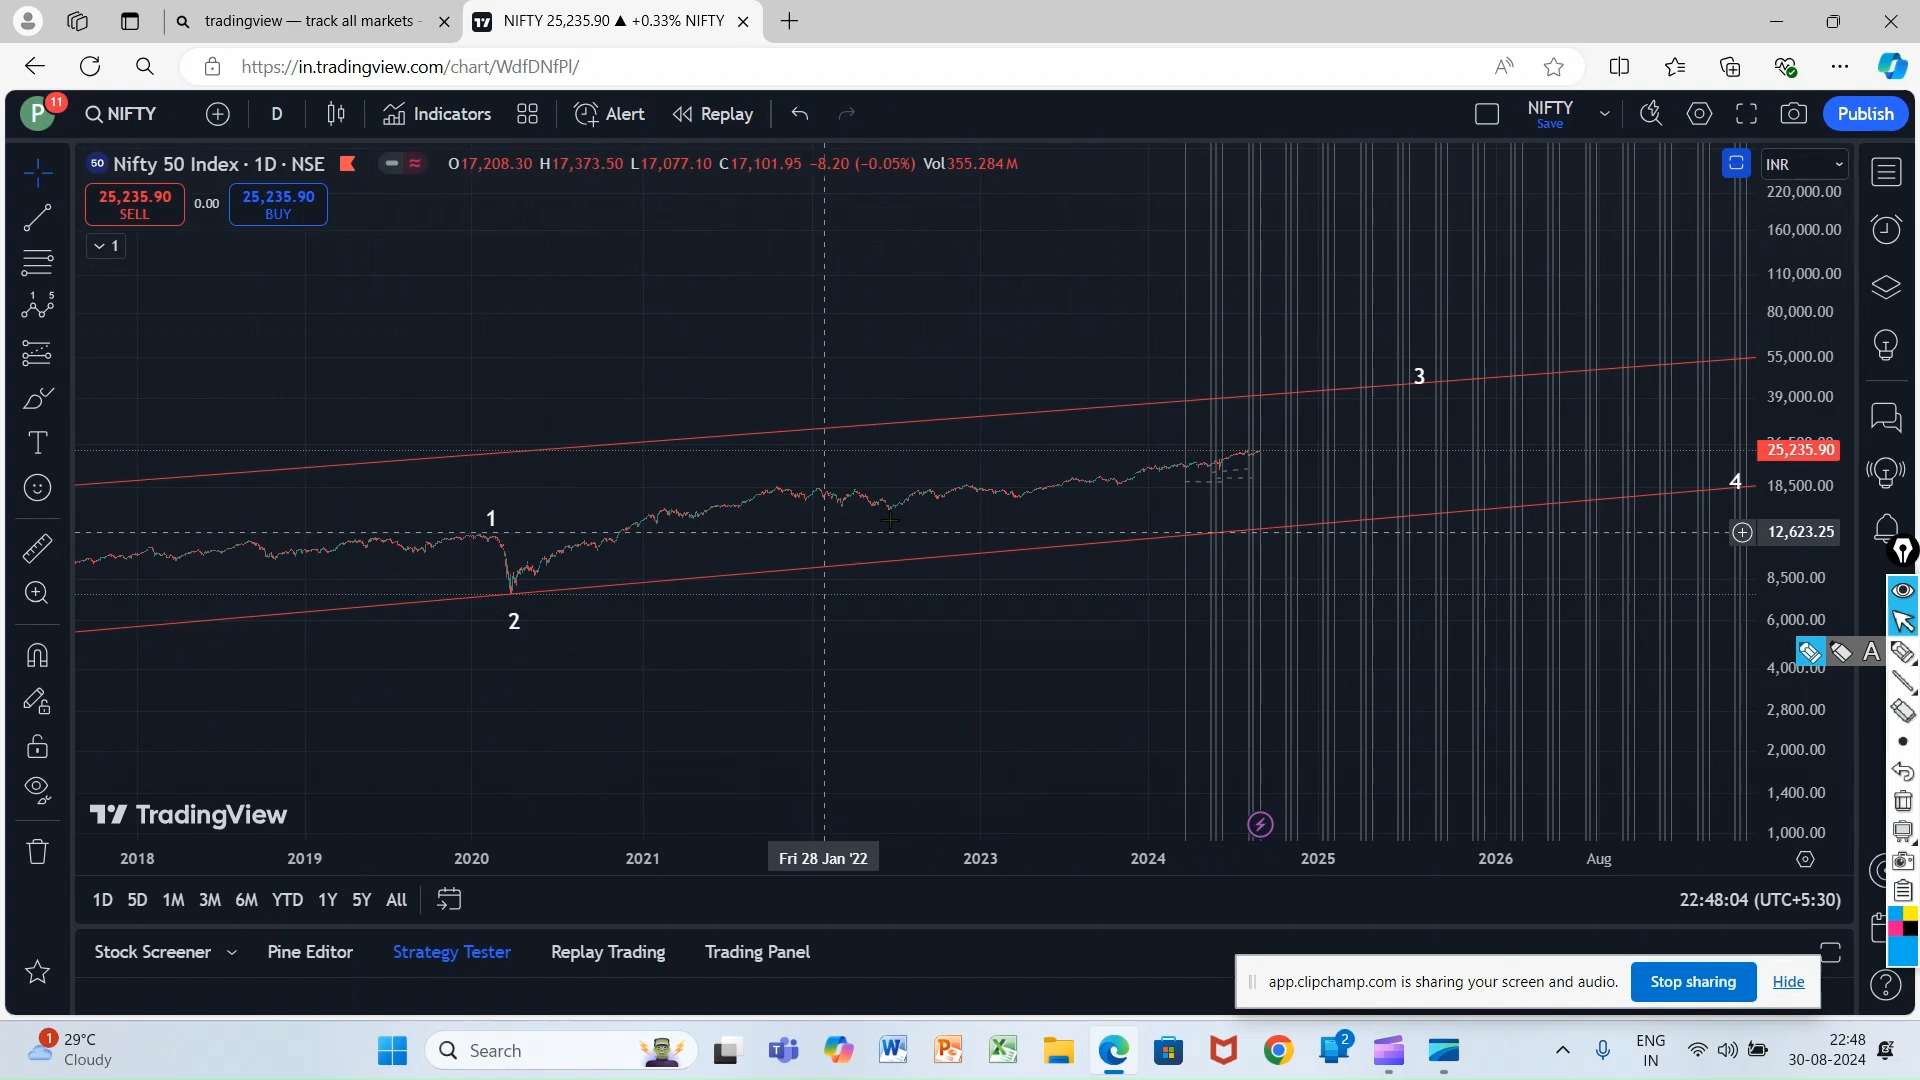 tradingview — track all markets -
NIFTY 25,235.90 ▲ +0.33% NIFTY
https://in.tradingview.com/chart/WdfDNfPl/
P 11 NIFTY D Indicators Alert Replay NIFTY Save Publish
50 Nifty 50 Index · 1D · NSE O17,208.30 H17,373.50 L17,077.10 C17,101.95 −8.20 (−0.05%) Vol355.284M INR
25,235.90 SELL 0.00 25,235.90 BUY
1
220,000.00
160,000.00
110,000.00
80,000.00
55,000.00
3
39,000.00
25,235.90
4
18,500.00
1
12,623.25
8,500.00
2
6,000.00
A
2,800.00
2,000.00
TradingView
1,400.00
1,000.00
2018 2019 2020 2021 Fri 28 Jan '22 2023 2024 2025 2026 Aug
1D 5D 1M 3M 6M YTD 1Y 5Y All 22:48:04 (UTC+5:30)
Stock Screener Pine Editor Strategy Tester Replay Trading Trading Panel
app.clipchamp.com is sharing your screen and audio. Stop sharing Hide
1 29°C
Cloudy
Search
2
ENG
IN
22:48
30-08-2024